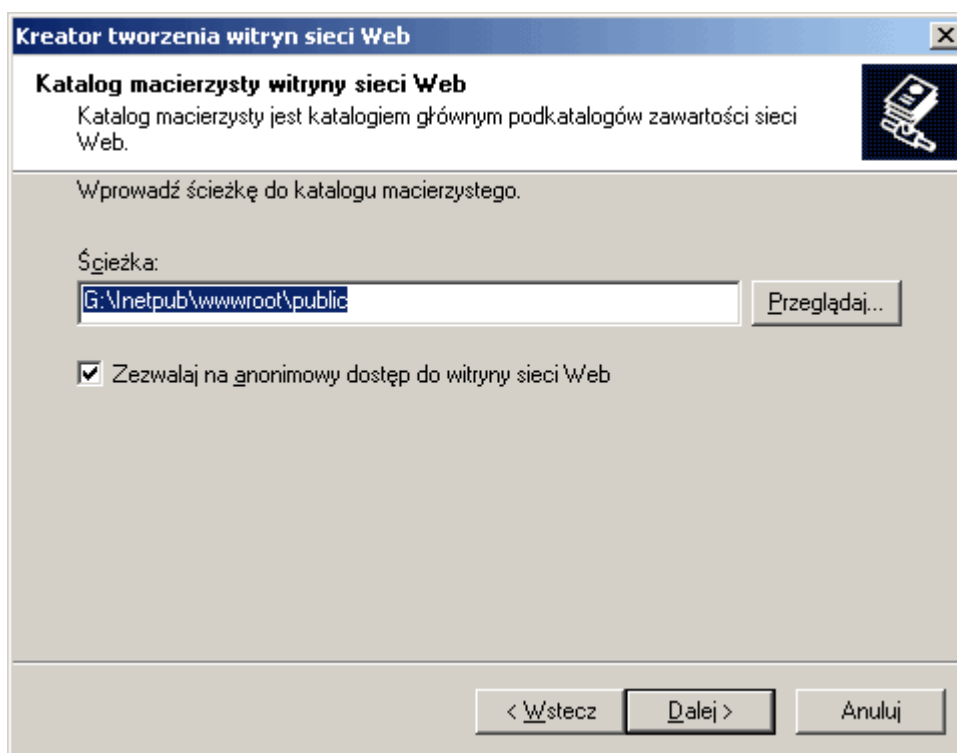 Kreator tworzenia witryn sieci Web
Katalog macierzysty witryny sieci Web
Katalog macierzysty jest katalogiem głównym podkatalogów zawartości sieci
Web.
Wprowadź ścieżkę do katalogu macierzystego.
Ścieżka:
G:\Inetpub\wwwroot\public
Przeglądaj...
Zezwalaj na anonimowy dostęp do witryny sieci Web
< Wstecz
Dalej >
Anuluj